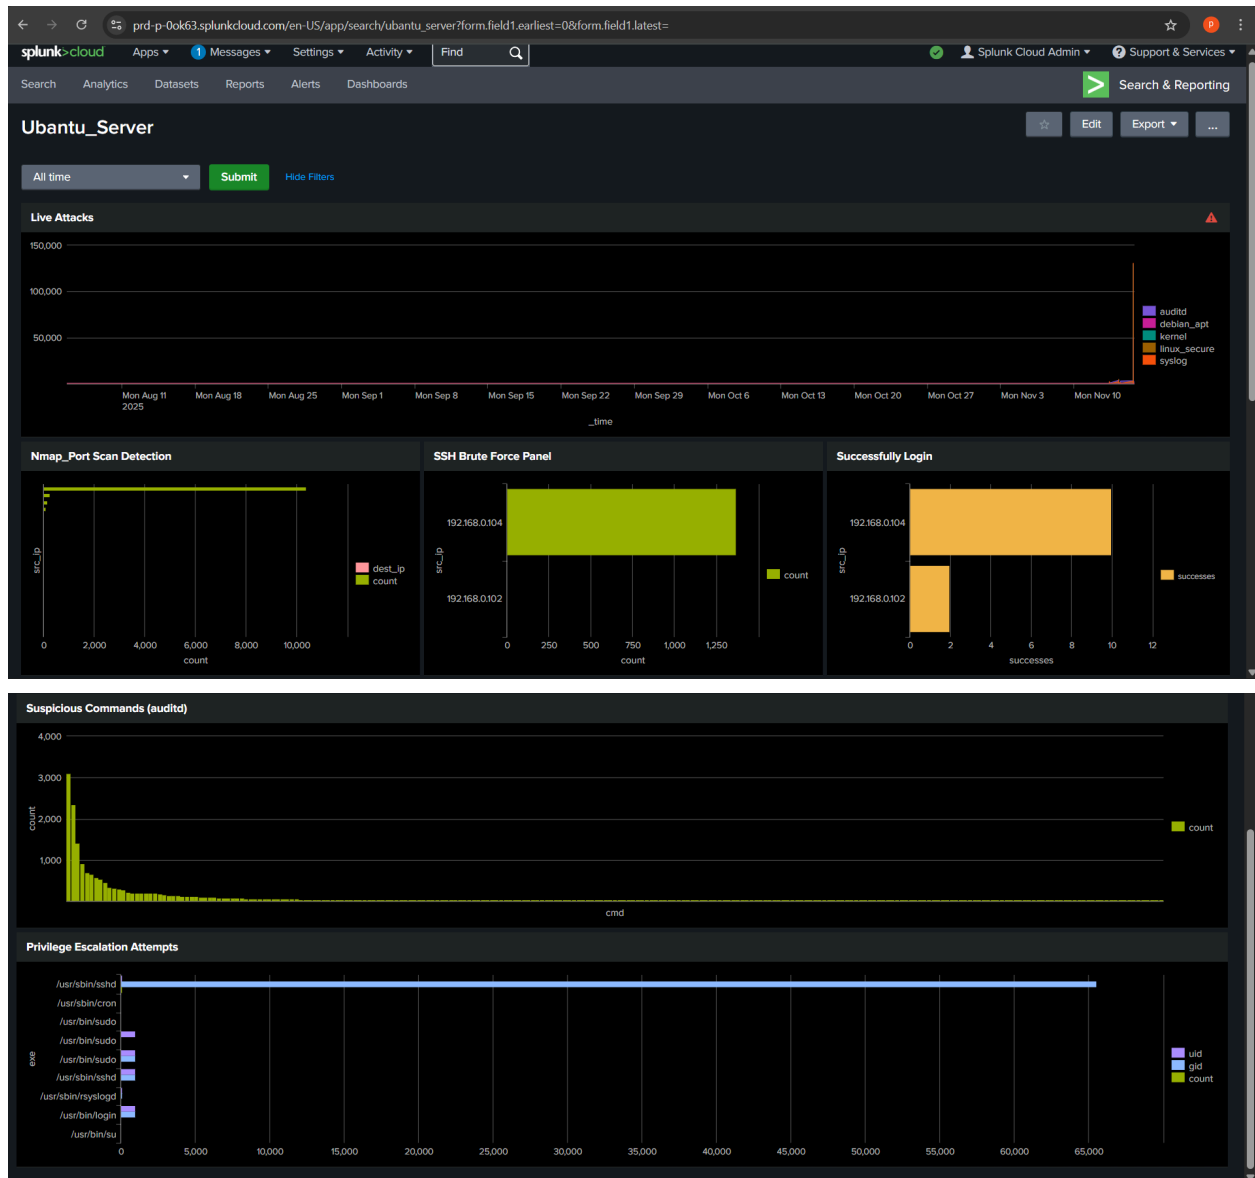 prd-p-0ok63.splunkcloud.com/en-US/app/search/ubantu_server?form.field1.earliest=0&form.field1.latest=
P
splunk>cloud Apps 1 Messages Settings Activity Find Splunk Cloud Admin ? Support & Services
Search Analytics Datasets Reports Alerts Dashboards > Search & Reporting
Ubantu_Server Edit Export ...
All time Submit Hide Filters
Live Attacks
150,000
100,000
50,000
auditd
debian_apt
kernel
linux_secure
syslog
Mon Aug 11 Mon Aug 18 Mon Aug 25 Mon Sep 1 Mon Sep 8 Mon Sep 15 Mon Sep 22 Mon Sep 29 Mon Oct 6 Mon Oct 13 Mon Oct 20 Mon Oct 27 Mon Nov 3 Mon Nov 10
2025
_time
Nmap_Port Scan Detection
src_ip
dest_ip
count
0 2,000 4,000 6,000 8,000 10,000
count
SSH Brute Force Panel
192.168.0.104
src_ip
192.168.0.102
count
0 250 500 750 1,000 1,250
count
Successfully Login
192.168.0.104
src_ip
192.168.0.102
successes
0 2 4 6 8 10 12
successes
Suspicious Commands (auditd)
4,000
3,000
2,000
1,000
count
count
cmd
Privilege Escalation Attempts
/usr/sbin/sshd
/usr/sbin/cron
/usr/bin/sudo
/usr/bin/sudo
/usr/bin/sudo
/usr/sbin/sshd
/usr/sbin/rsyslogd
/usr/bin/login
/usr/bin/su
exe
uid
gid
count
0 5,000 10,000 15,000 20,000 25,000 30,000 35,000 40,000 45,000 50,000 55,000 60,000 65,000